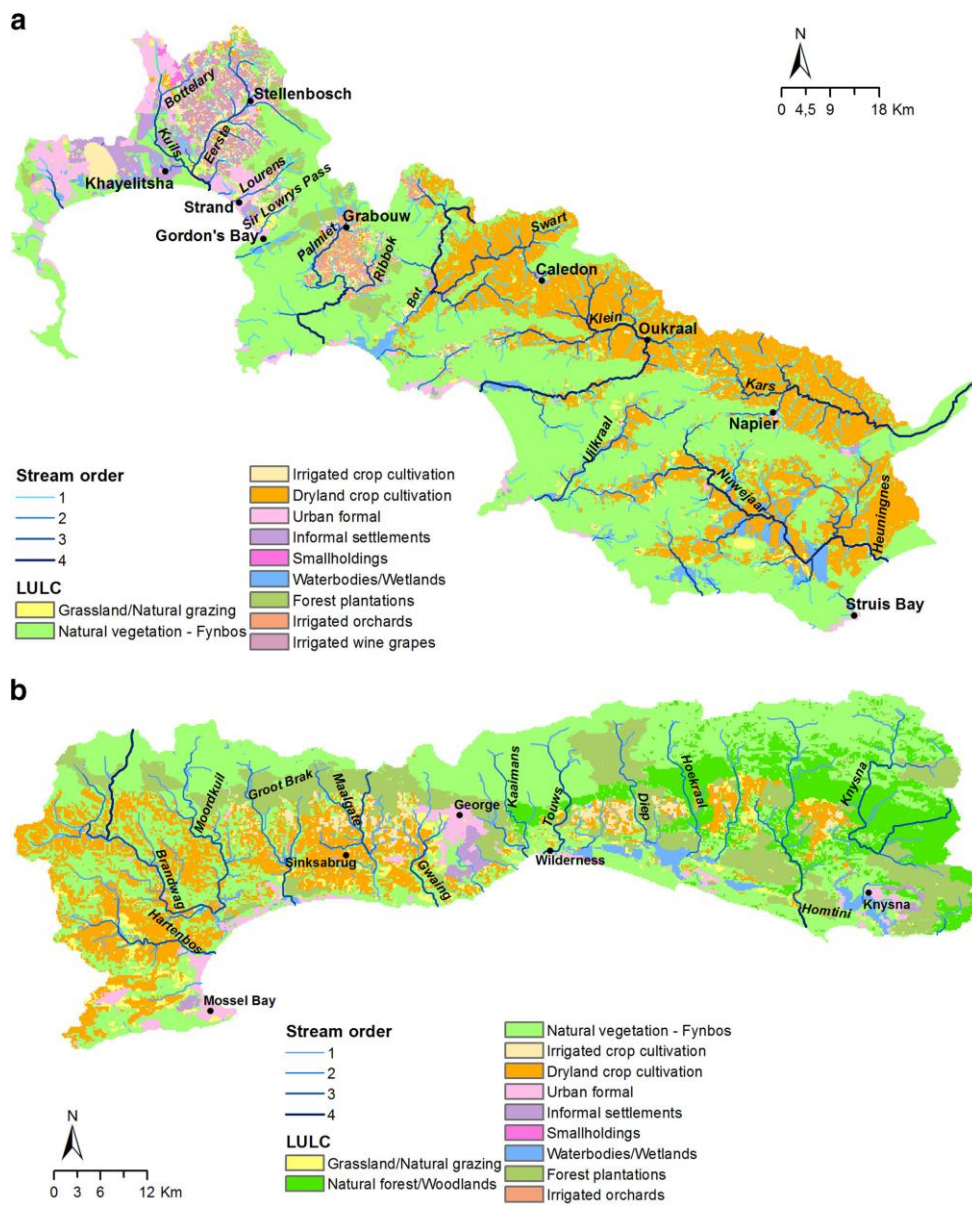 a
N
0 4,5 9 18 Km
Bottelary
Stellenbosch
Kuils
Eerste
Khayelitsha
Lourens
Strand
Sir Lowrys Pass
Gordon's Bay
Grabouw
Palmiet
Ribbok
Swart
Bot
Caledon
Klein
Oukraal
Kars
Napier
Uilkraal
Nuwejaar
Heuningnes
Struis Bay
Stream order
1
2
3
4
LULC
Grassland/Natural grazing
Natural vegetation - Fynbos
Irrigated crop cultivation
Dryland crop cultivation
Urban formal
Informal settlements
Smallholdings
Waterbodies/Wetlands
Forest plantations
Irrigated orchards
Irrigated wine grapes
b
Moordkuil
Groot Brak
Maalgate
George
Kaaimans
Touws
Diep
Hoekraal
Knysna
Sinksabrug
Gwaing
Wilderness
Brandwag
Hartenbos
Homtini
Knysna
Mossel Bay
Stream order
1
2
3
4
LULC
Grassland/Natural grazing
Natural forest/Woodlands
Natural vegetation - Fynbos
Irrigated crop cultivation
Dryland crop cultivation
Urban formal
Informal settlements
Smallholdings
Waterbodies/Wetlands
Forest plantations
Irrigated orchards
N
0 3 6 12 Km